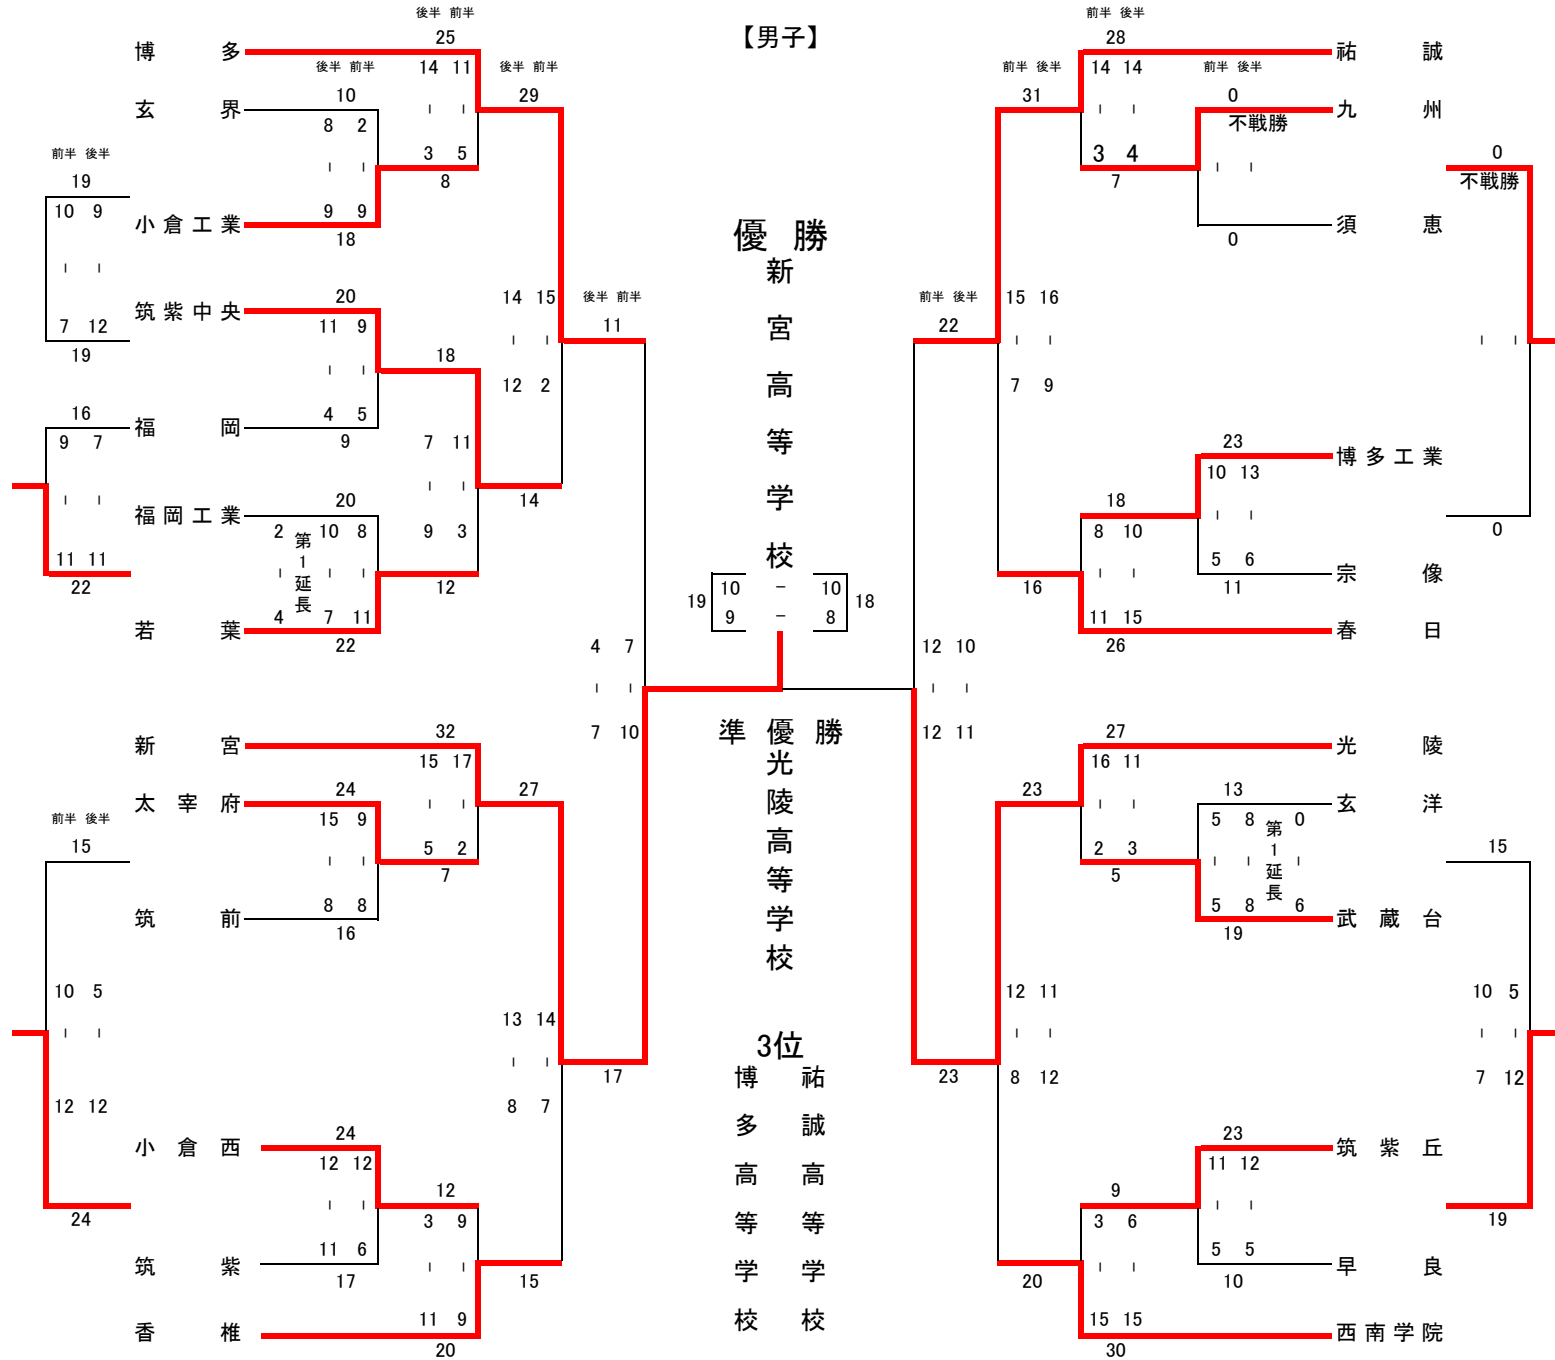 【男子】
後半 前半
前半 後半
博多
25
28
祐誠
後半 前半
14 11
後半 前半
前半 後半
14 14
前半 後半
玄界
10
29
31
0
九州
8 2
不戦勝
前半 後半
3 5
3 4
0
19
8
7
不戦勝
10 9
小倉工業
9 9
須恵
18
0
優勝
新宮高等学校
筑紫中央
20
14 15
後半 前半
前半 後半
15 16
7 12
11 9
11
22
19
18
12 2
7 9
16
福岡
4 5
9 7
9
7 11
23
博多工業
10 13
福岡工業
20
14
18
2 第1延長 10 8
9 3
8 10
0
11 11
5 6
宗像
22
12
16
11
19
10 - 10
18
9 - 8
若葉
4 7 11
11 15
春日
22
26
4 7
12 10
7 10
12 11
準優勝
光陵高等学校
新宮
32
27
光陵
15 17
16 11
太宰府
24
27
23
13
玄洋
前半 後半
15 9
5 8 第1延長 0
15
5 2
2 3
15
7
5
筑前
8 8
5 8 6
武蔵台
16
19
10 5
13 14
12 11
10 5
3位
祐誠高等学校
博多高等学校
17
23
12 12
8 7
8 12
7 12
小倉西
24
23
筑紫丘
12 12
11 12
24
12
9
19
3 9
3 6
筑紫
11 6
5 5
早良
17
15
20
10
香椎
11 9
15 15
西南学院
20
30